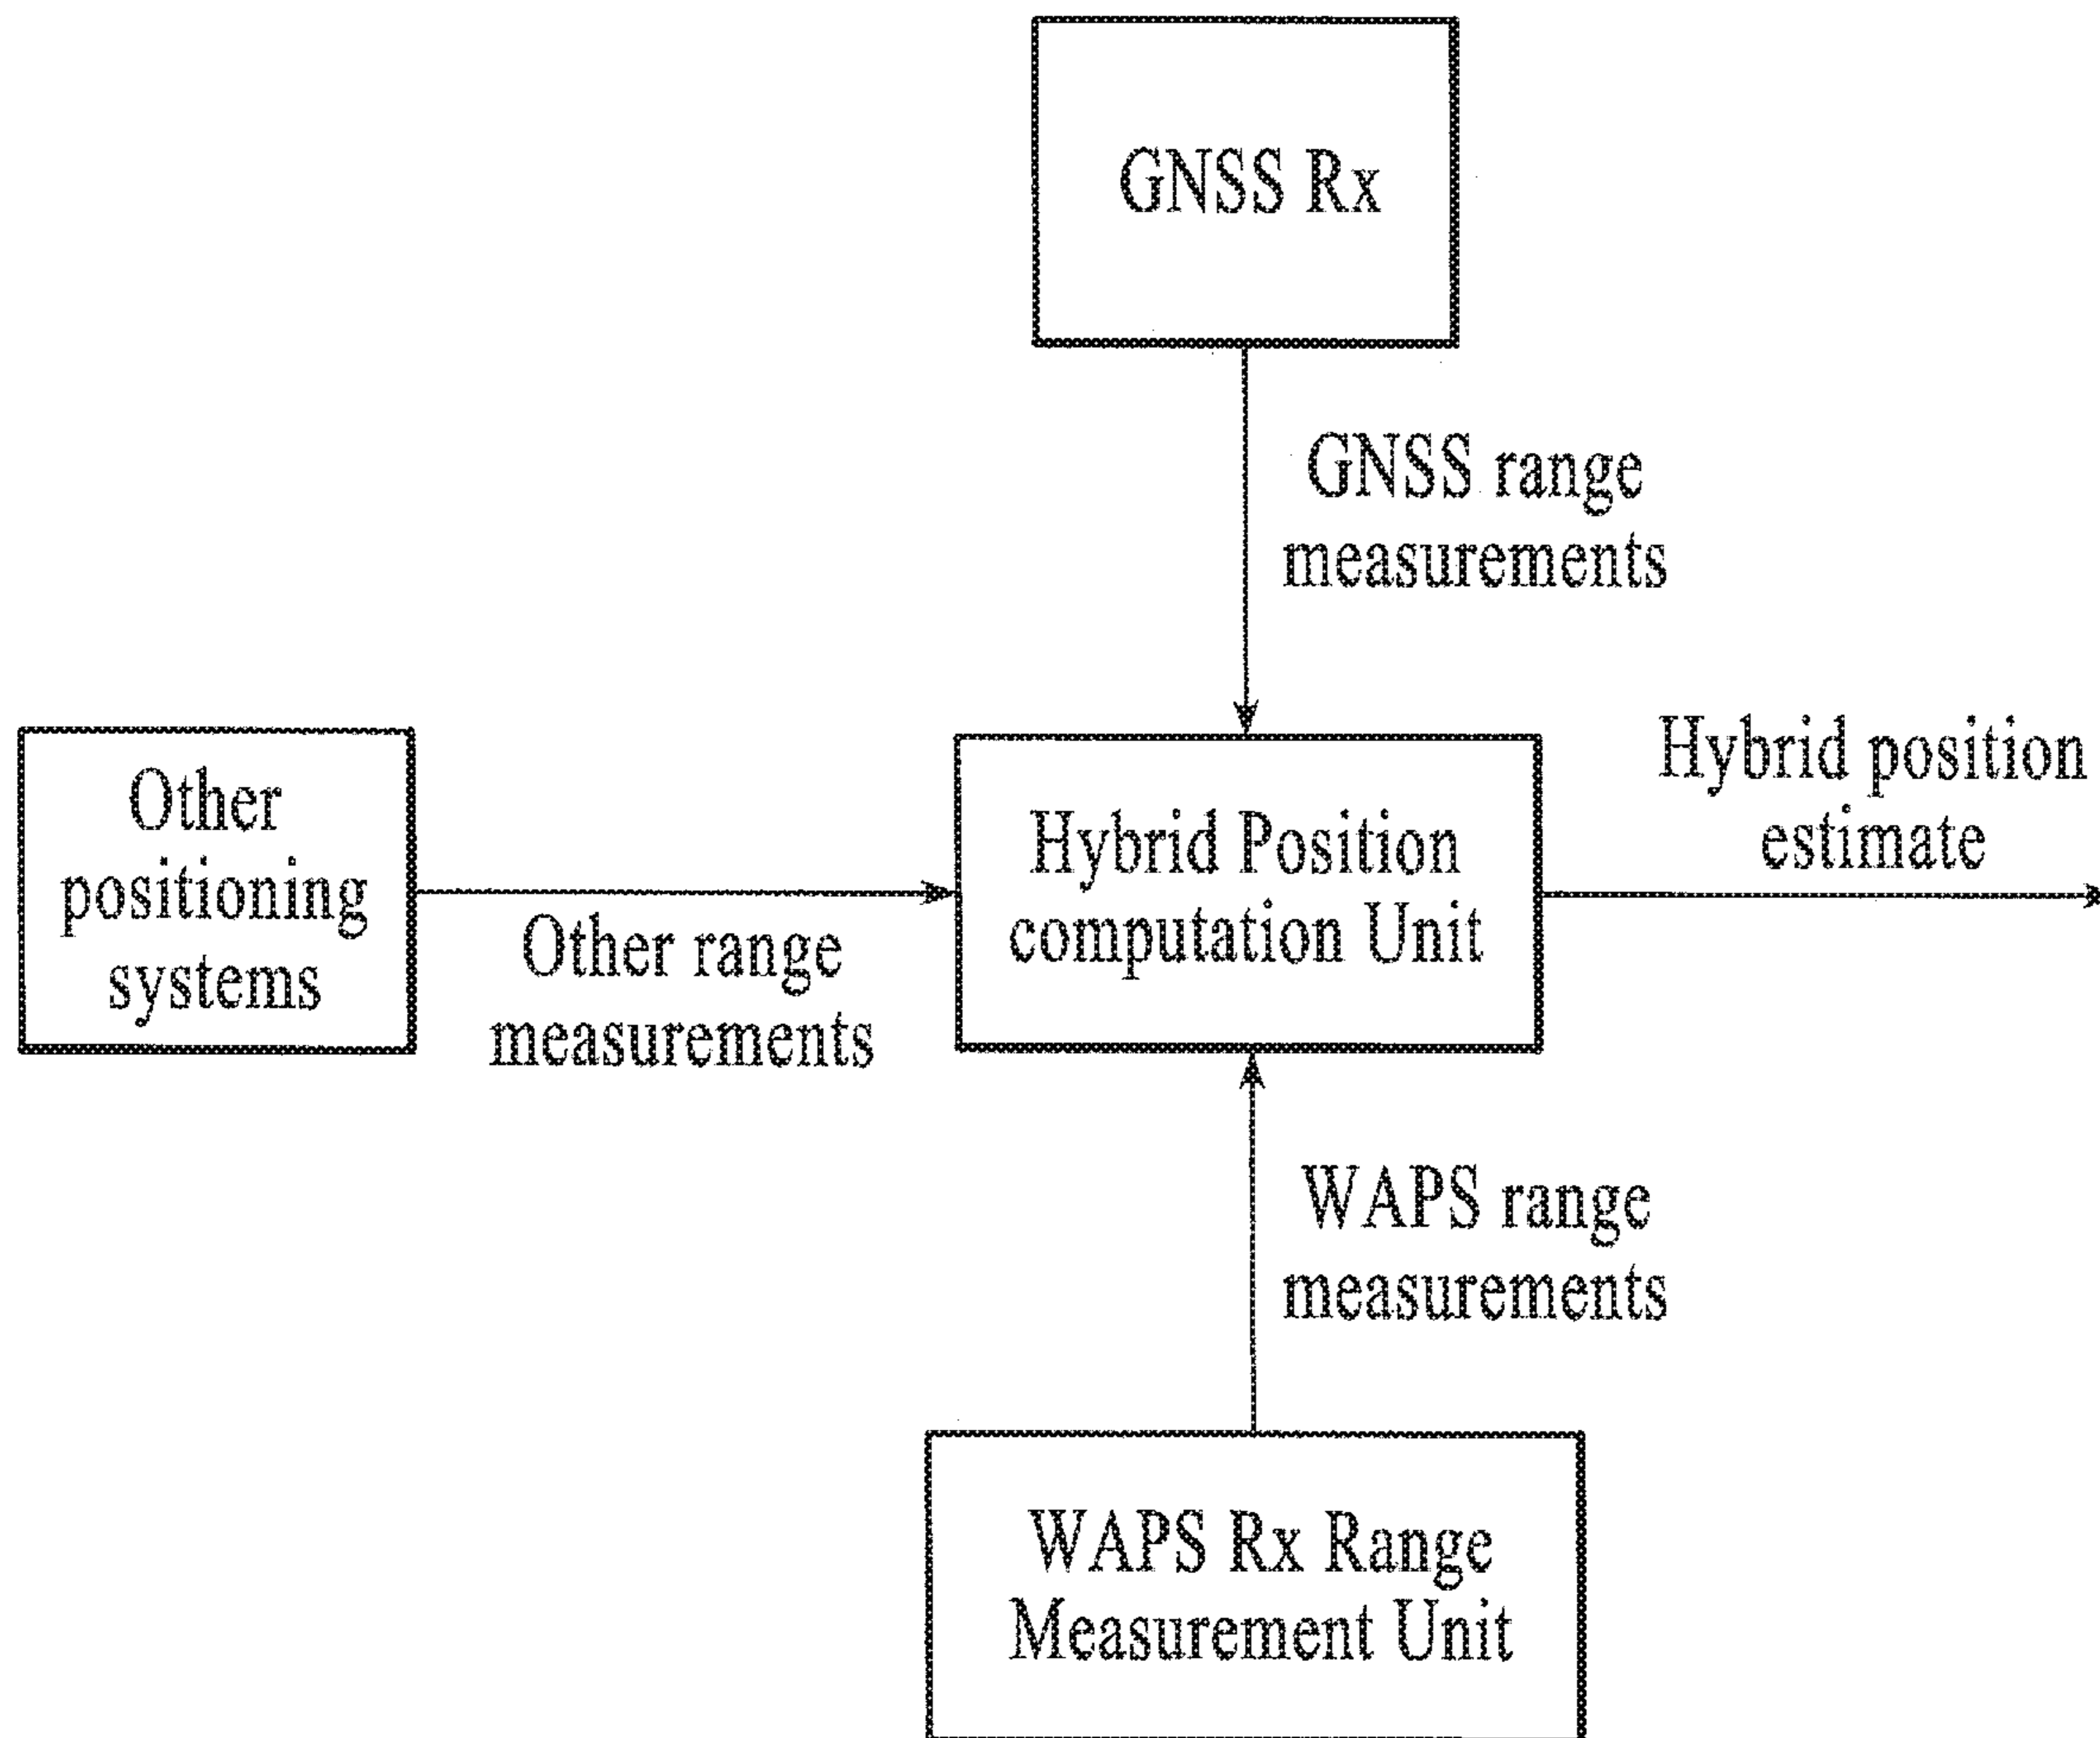 GNSS Rx
GNSS range
measurements
Other
positioning
systems
Other range
measurements
Hybrid Position
computation Unit
Hybrid position
estimate
WAPS range
measurements
WAPS Rx Range
Measurement Unit